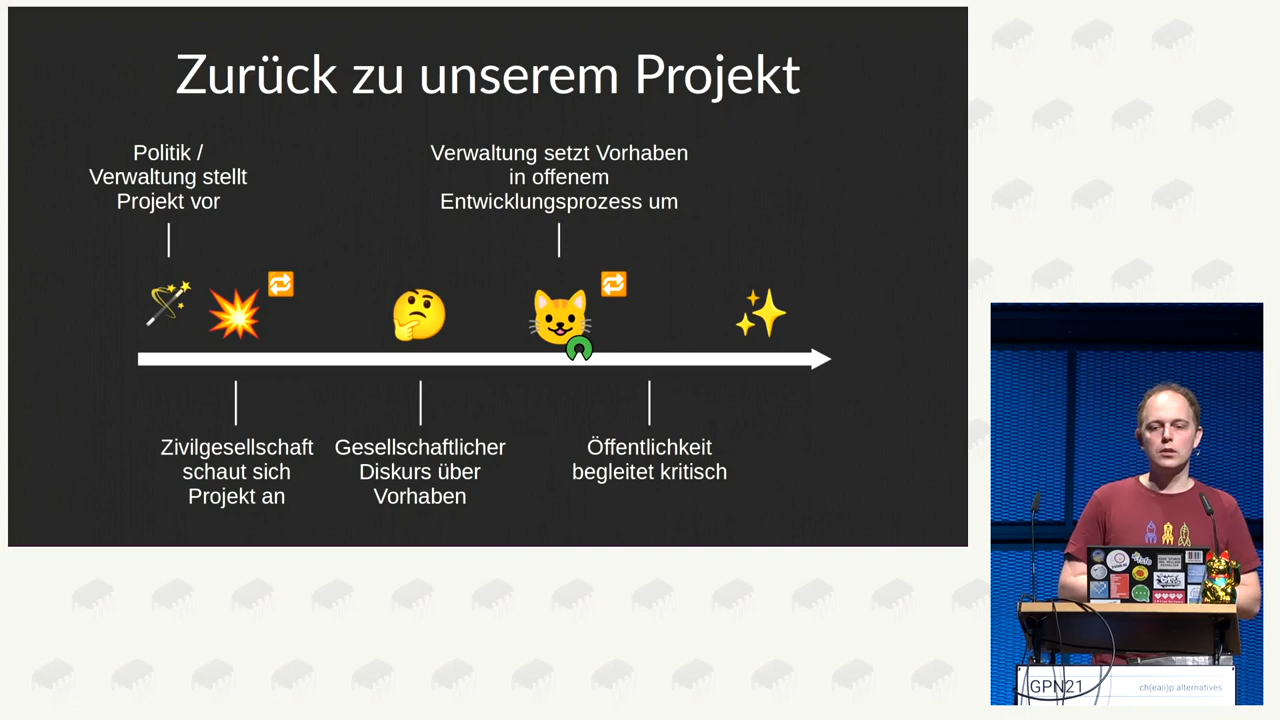 Zurück zu unserem Projekt
Politik /
Verwaltung stellt
Projekt vor
Verwaltung setzt Vorhaben
in offenem
Entwicklungsprozess um
Zivilgesellschaft
schaut sich
Projekt an
Gesellschaftlicher
Diskurs über
Vorhaben
Öffentlichkeit
begleitet kritisch
GPN21
ch(ea)i)p alternatives